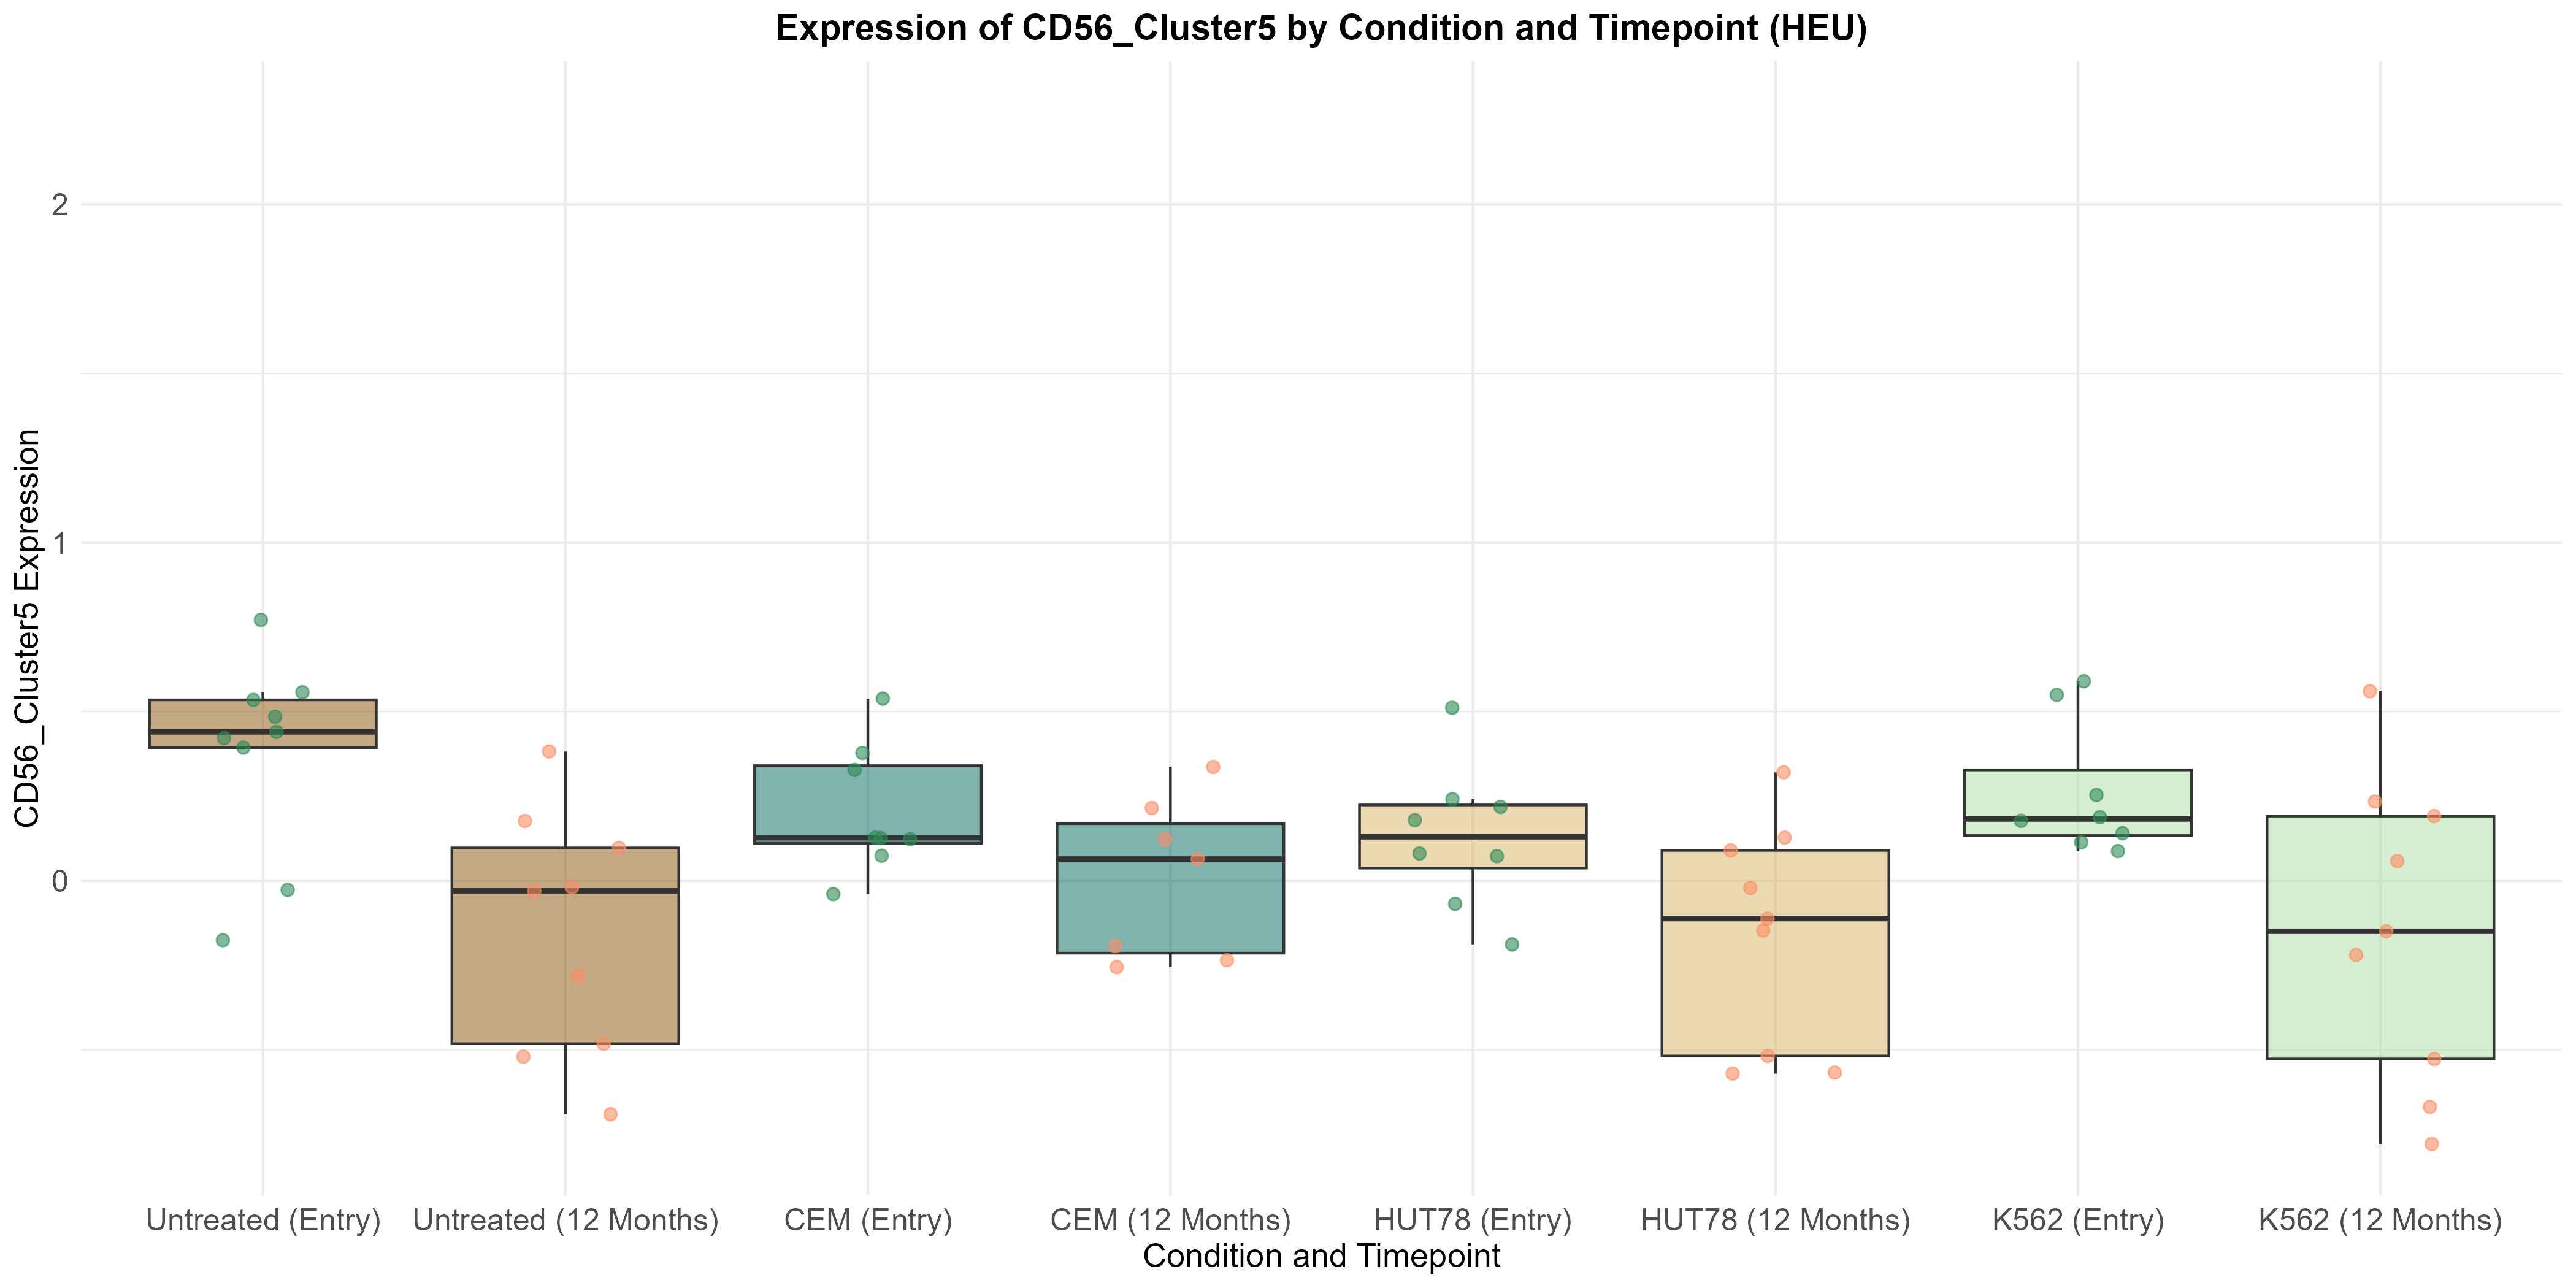 Expression of CD56_Cluster5 by Condition and Timepoint (HEU)
CD56_Cluster5 Expression
2
1
0
Untreated (Entry)
Untreated (12 Months)
CEM (Entry)
CEM (12 Months)
HUT78 (Entry)
HUT78 (12 Months)
K562 (Entry)
K562 (12 Months)
Condition and Timepoint